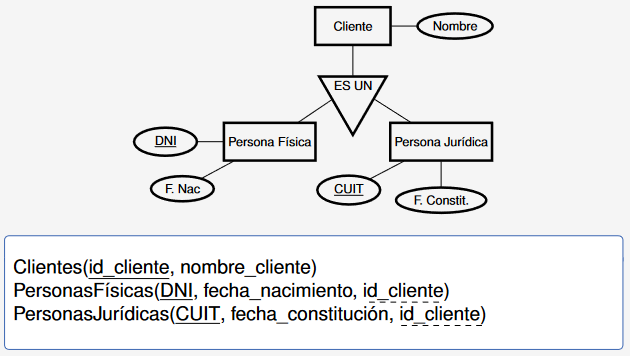 Cliente
Nombre
ES UN
DNI
Persona Física
Persona Jurídica
F. Nac
CUIT
F. Constit.
Clientes(id_cliente, nombre_cliente)
PersonasFísicas(DNI, fecha_nacimiento, id_cliente)
PersonasJurídicas(CUIT, fecha_constitución, id_cliente)